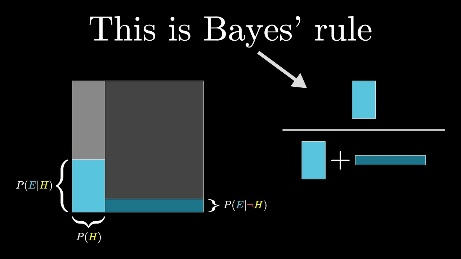 This is Bayes' rule
P(E|H)
P(E|¬H)
P(H)
+